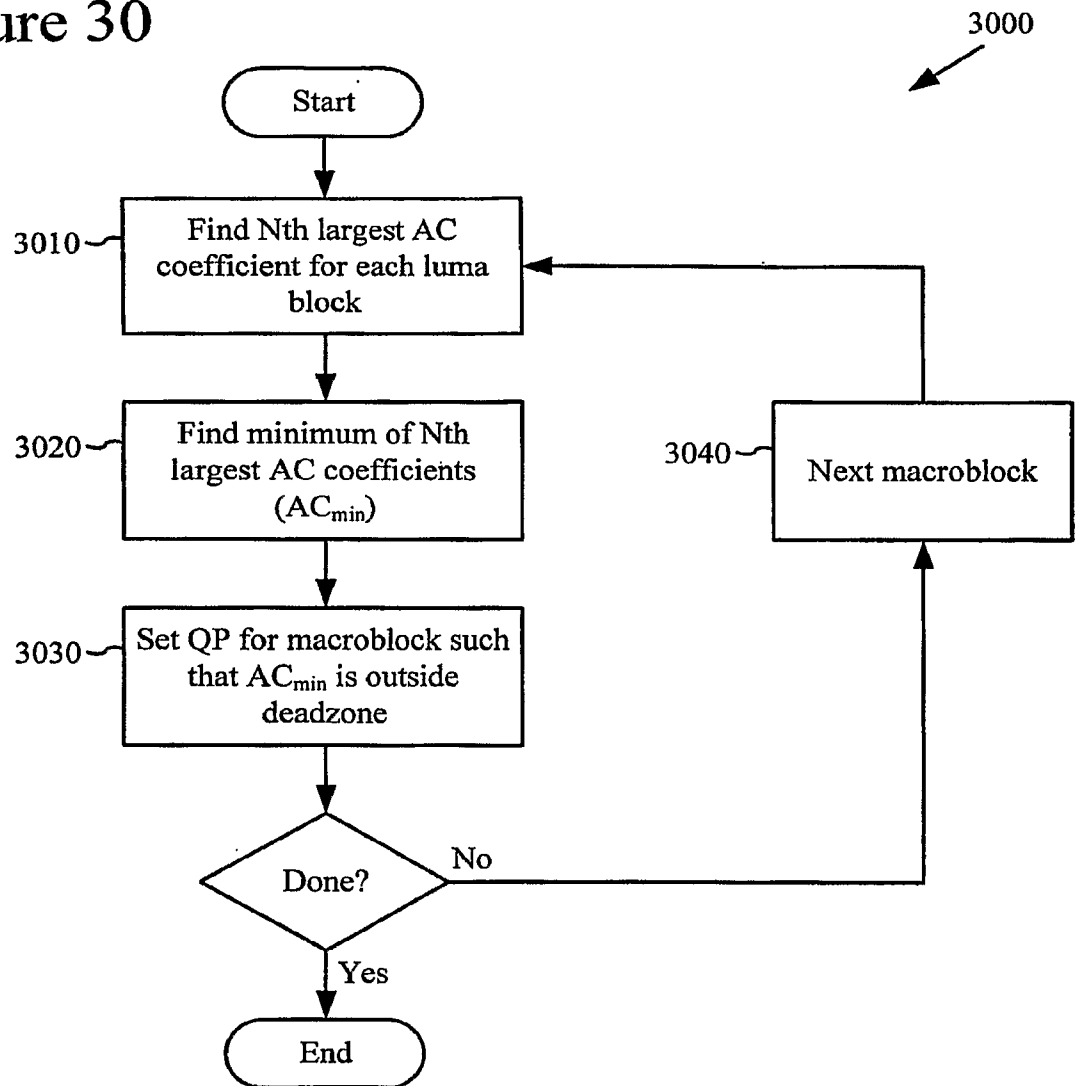 ure 30
3000
Start
3010
Find Nth largest AC
coefficient for each luma
block
3020
Find minimum of Nth
largest AC coefficients
(ACmin)
3040
Next macroblock
3030
Set QP for macroblock such
that ACmin is outside
deadzone
Done?
No
Yes
End